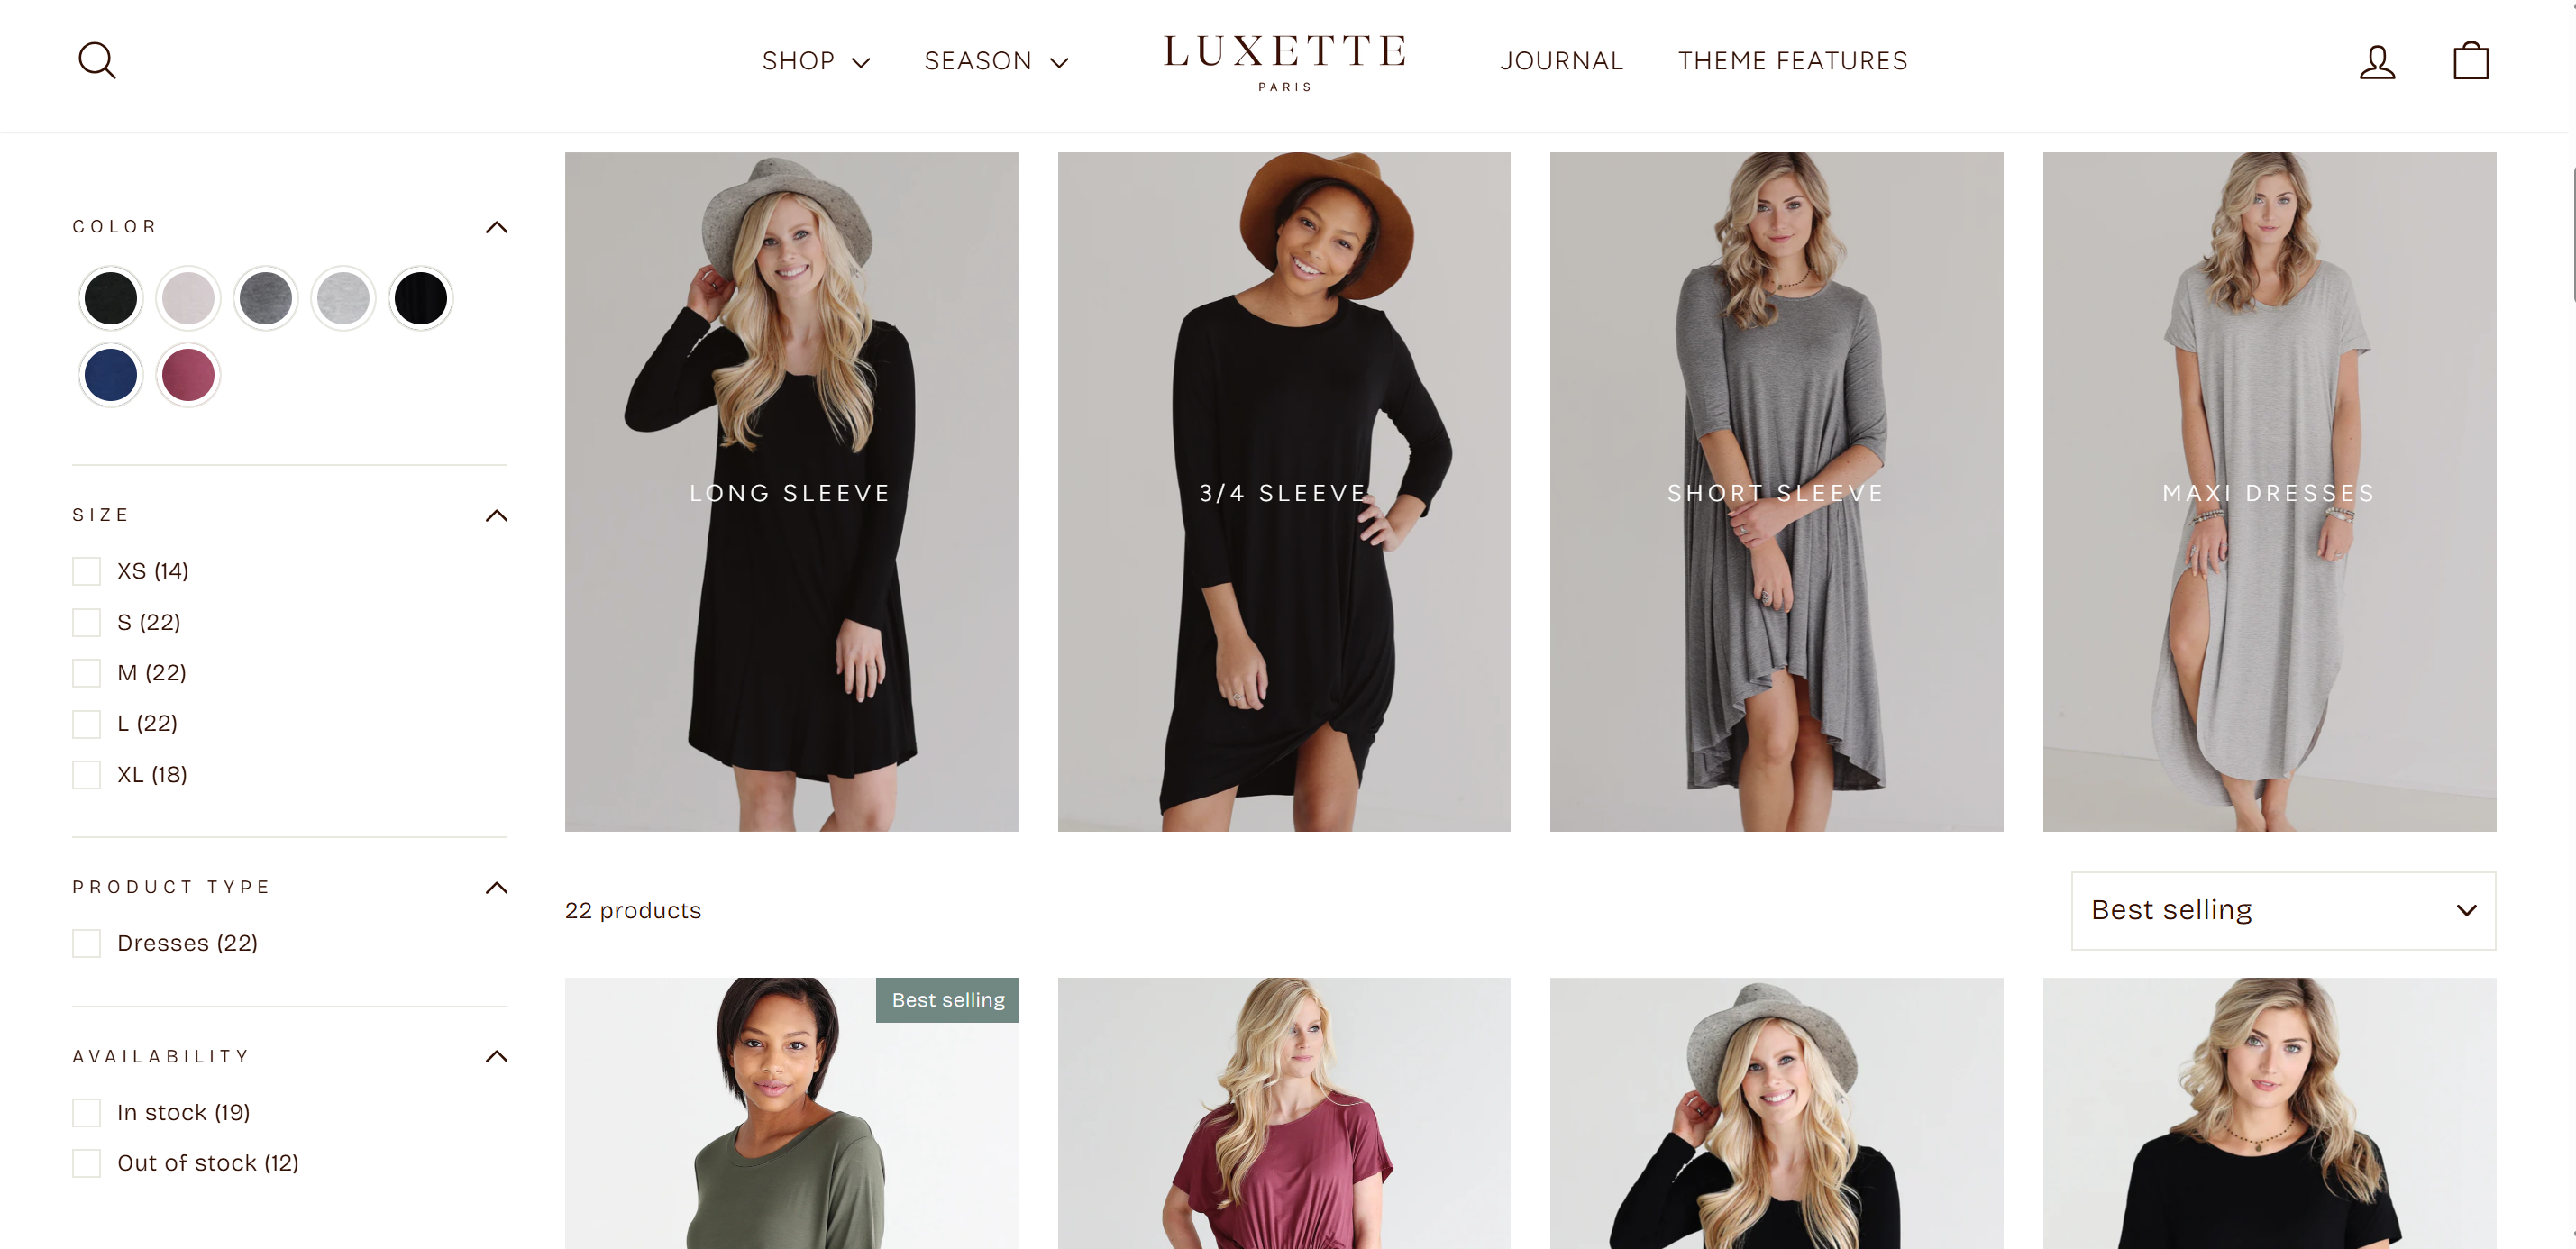 SHOP
SEASON
LUXETTE
PARIS
JOURNAL
THEME FEATURES
COLOR
SIZE
XS (14)
S (22)
M (22)
L (22)
XL (18)
PRODUCT TYPE
Dresses (22)
AVAILABILITY
In stock (19)
Out of stock (12)
LONG SLEEVE
3/4 SLEEVE
SHORT SLEEVE
MAXI DRESSES
22 products
Best selling
Best selling